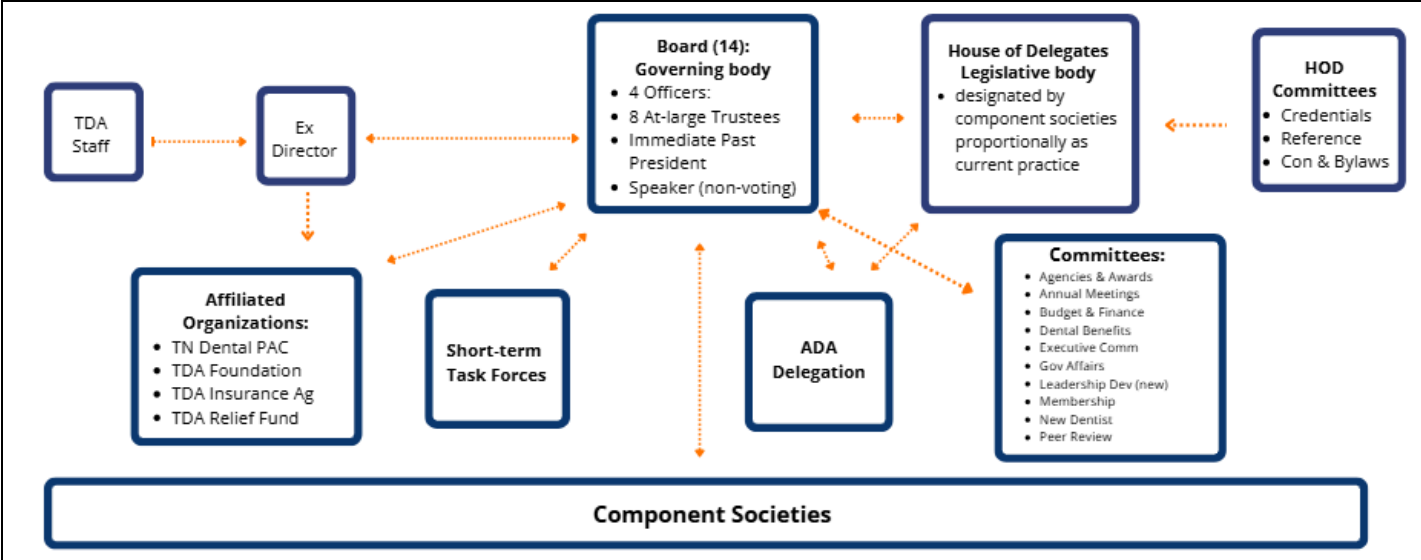 TDA
Staff
Ex
Director
Board (14):
Governing body
• 4 Officers:
• 8 At-large Trustees
• Immediate Past
President
• Speaker (non-voting)
House of Delegates
Legislative body
• designated by
component societies
proportionally as
current practice
HOD
Committees
• Credentials
• Reference
• Con & Bylaws
Affiliated
Organizations:
• TN Dental PAC
• TDA Foundation
• TDA Insurance Ag
• TDA Relief Fund
Short-term
Task Forces
ADA
Delegation
Committees:
• Agencies & Awards
• Annual Meetings
• Budget & Finance
• Dental Benefits
• Executive Comm
• Gov Affairs
• Leadership Dev (new)
• Membership
• New Dentist
• Peer Review
Component Societies